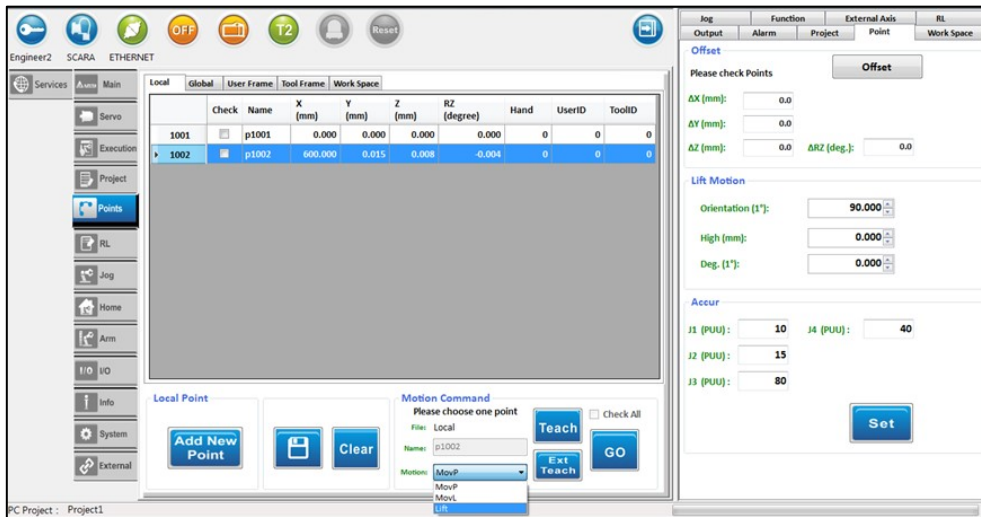 OFF
T2
Reset
Engineer2 SCARA ETHERNET
Services
Main
Servo
Execution
Project
Points
RL
Jog
Home
Arm
I/O I/O
Info
System
External
Local Global User Frame Tool Frame Work Space
Check Name X (mm) Y (mm) Z (mm) RZ (degree) Hand UserID ToolID
1001 p1001 0.000 0.000 0.000 0.000 0 0 0
1002 p1002 600.000 0.015 0.008 -0.004 0 0 0
Local Point
Add New
Point
Clear
Motion Command
Please choose one point
File: Local
Name: p1002
Motion: MovP
MovP
MovL
Lift
Teach
Ext
Teach
Check All
GO
Jog Function External Axis RL
Output Alarm Project Point Work Space
Offset
Please check Points Offset
ΔX (mm): 0.0
ΔY (mm): 0.0
ΔZ (mm): 0.0 ΔRZ (deg.): 0.0
Lift Motion
Orientation (1°): 90.000
High (mm): 0.000
Deg. (1°): 0.000
Accur
J1 (PUU) : 10 J4 (PUU) : 40
J2 (PUU) : 15
J3 (PUU) : 80
Set
PC Project : Project1